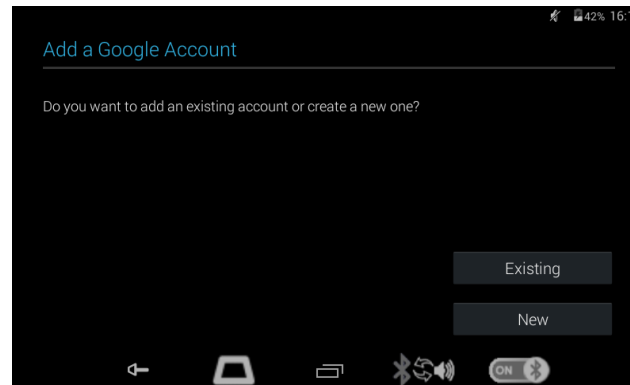 42% 16:
Add a Google Account
Do you want to add an existing account or create a new one?
Existing
New
ON